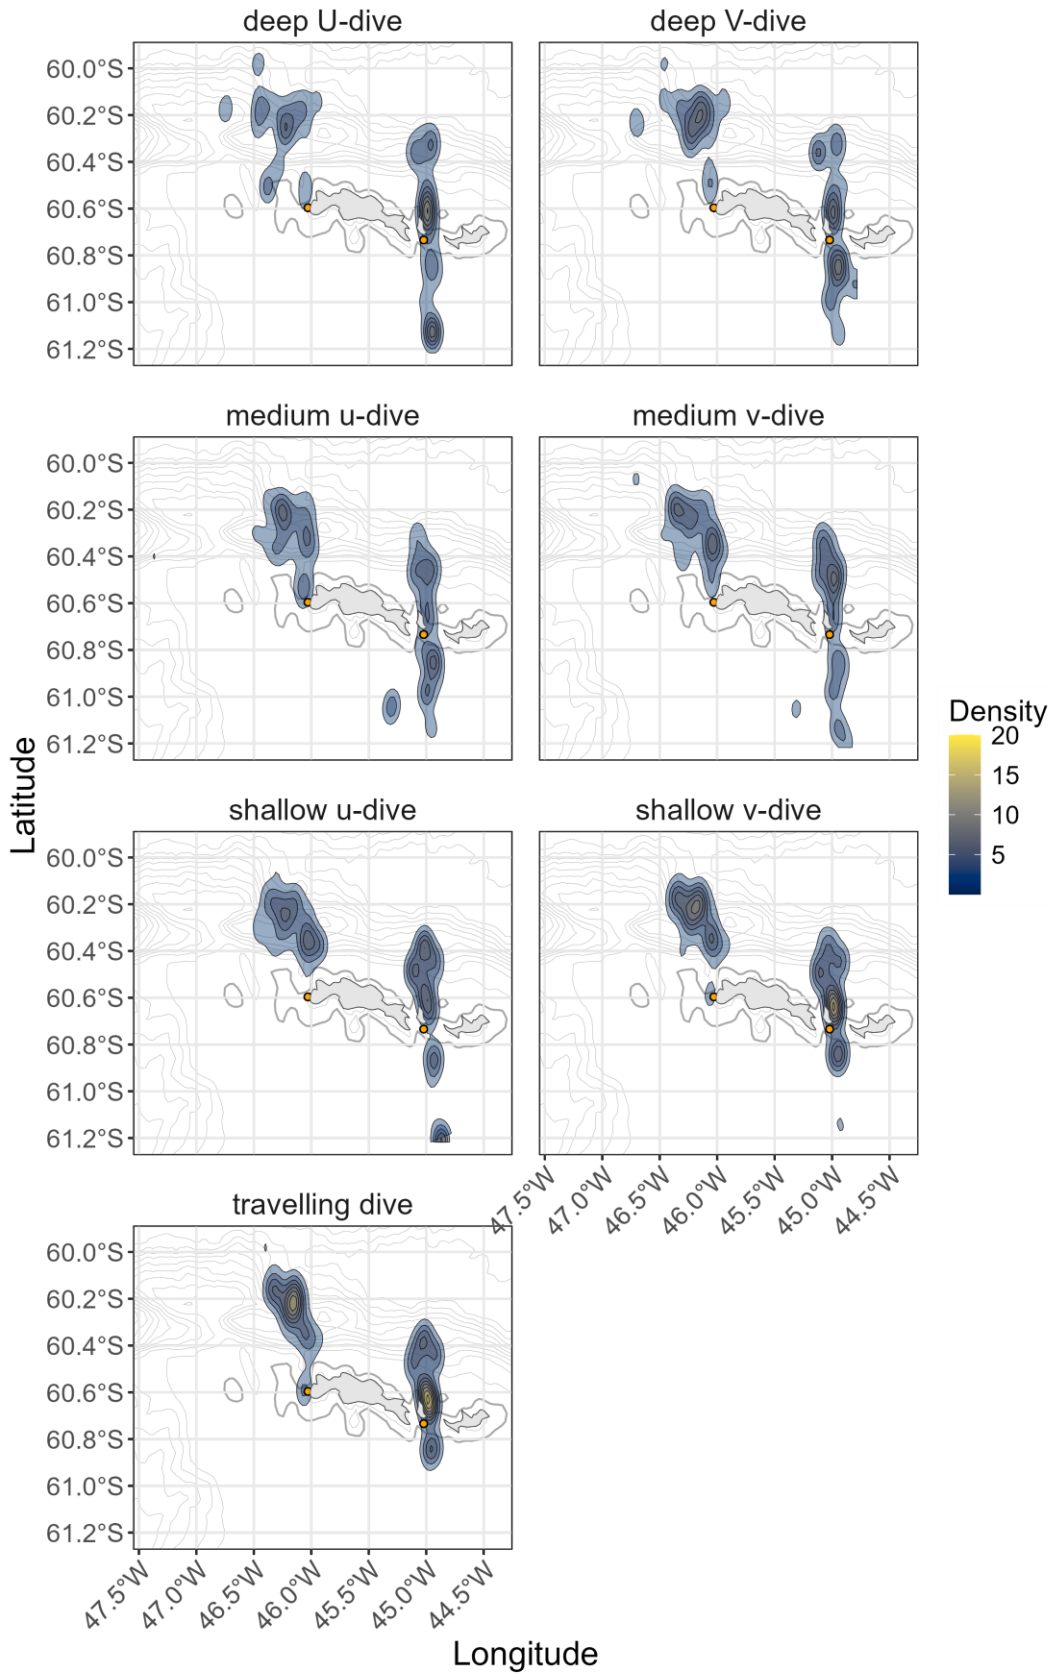 deep U-dive
deep V-dive
60.0°S
60.2°S
60.4°S
60.6°S
60.8°S
61.0°S
61.2°S
medium u-dive
medium v-dive
60.0°S
60.2°S
60.4°S
60.6°S
60.8°S
61.0°S
61.2°S
shallow u-dive
shallow v-dive
60.0°S
60.2°S
60.4°S
60.6°S
60.8°S
61.0°S
61.2°S
47.5°W
47.0°W
46.5°W
46.0°W
45.5°W
45.0°W
44.5°W
travelling dive
60.0°S
60.2°S
60.4°S
60.6°S
60.8°S
61.0°S
61.2°S
47.5°W
47.0°W
46.5°W
46.0°W
45.5°W
45.0°W
44.5°W
Longitude
Latitude
Density
20
15
10
5